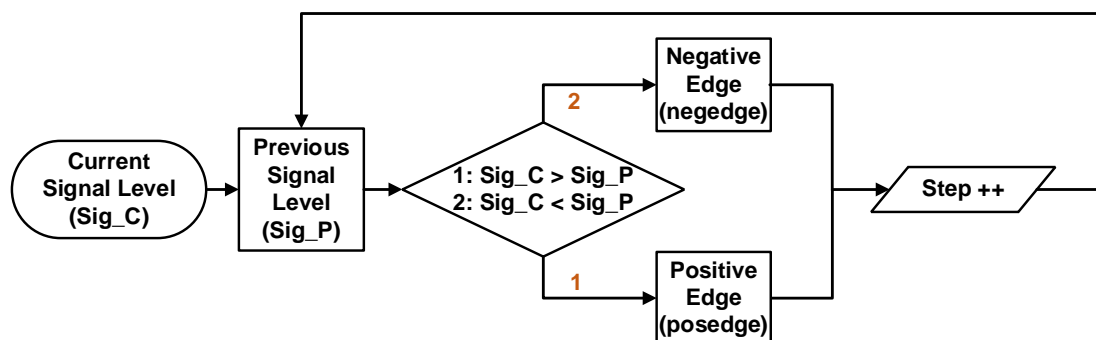 Current
Signal Level
(Sig_C)
Previous
Signal
Level
(Sig_P)
1: Sig_C > Sig_P
2: Sig_C < Sig_P
2
Negative
Edge
(negedge)
1
Positive
Edge
(posedge)
Step ++